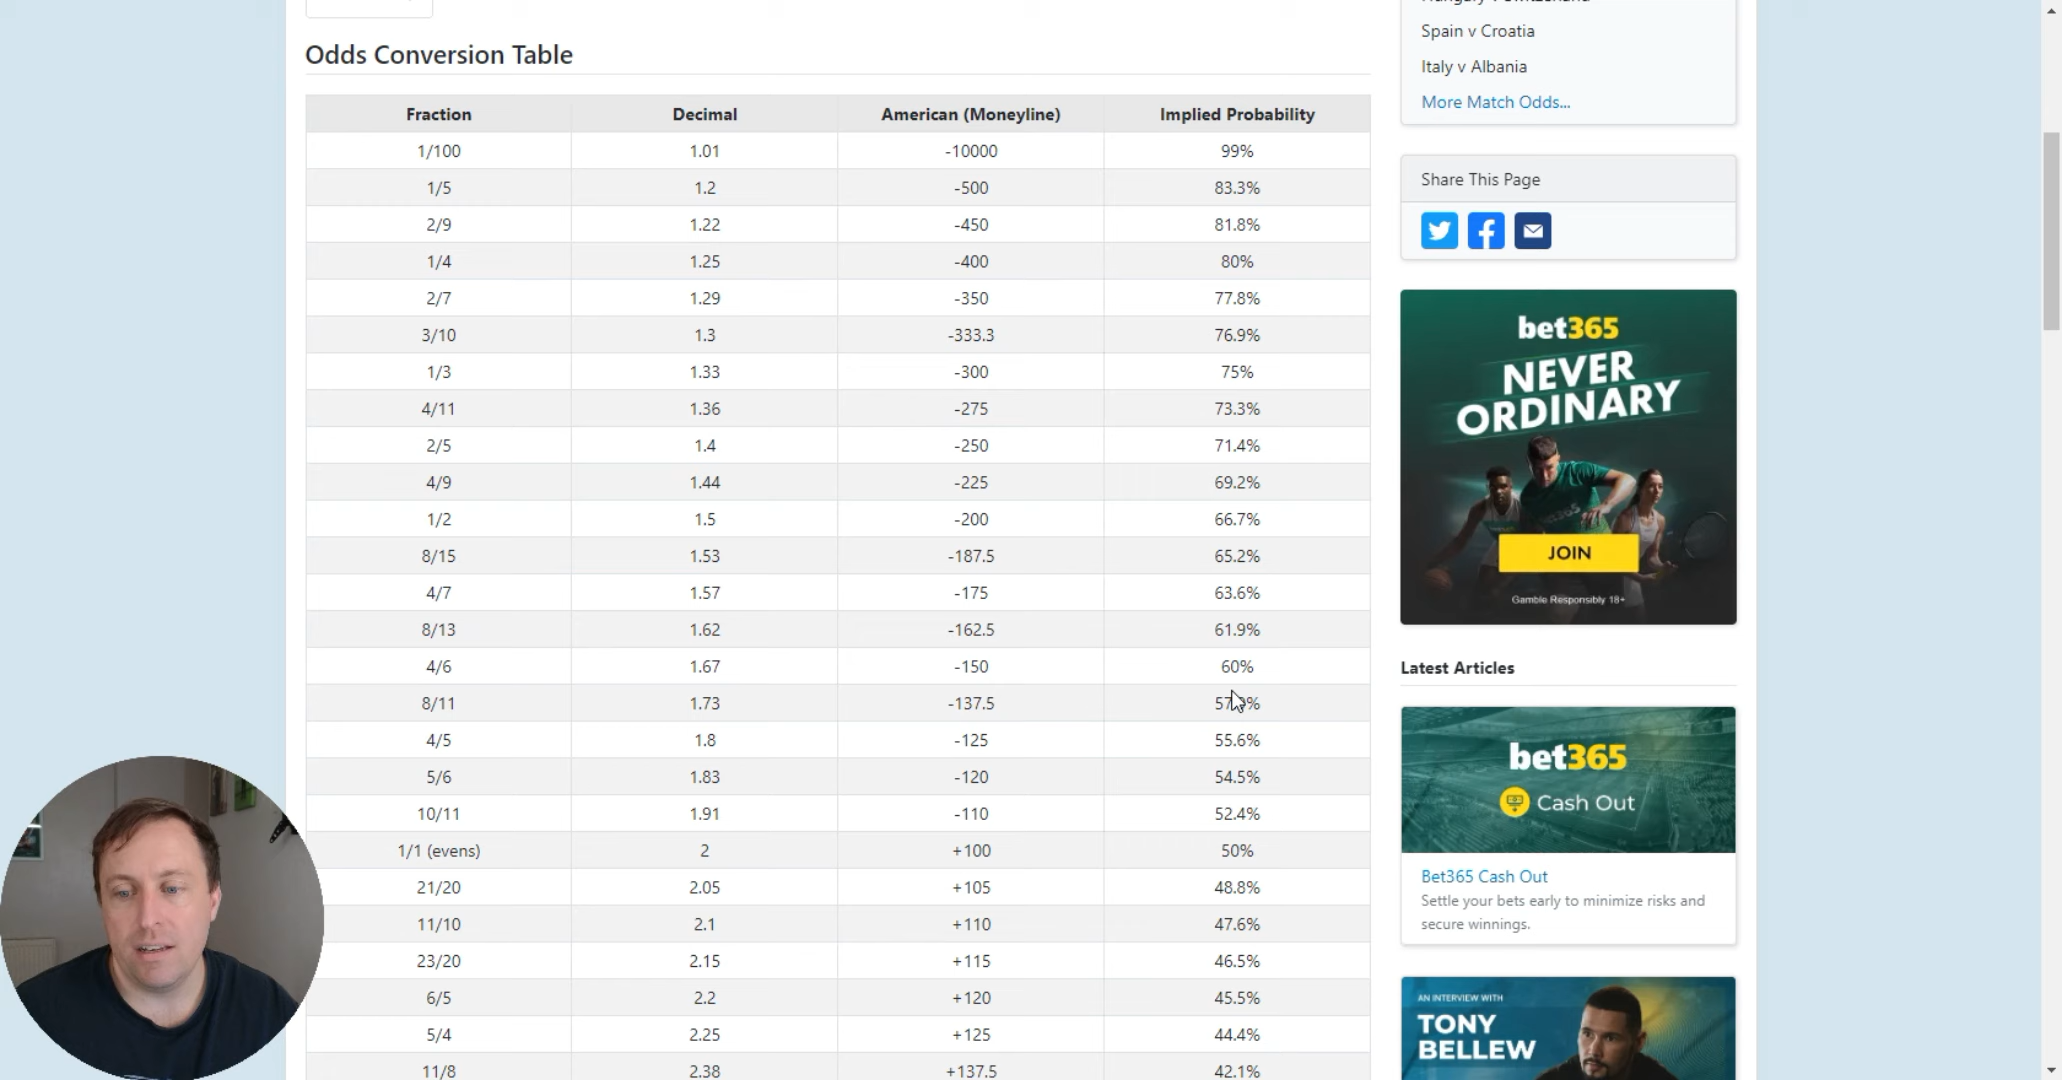 Spain v Croatia
Italy v Albania
More Match Odds...
Odds Conversion Table
Fraction Decimal American (Moneyline) Implied Probability
1/100 1.01 -10000 99%
1/5 1.2 -500 83.3%
2/9 1.22 -450 81.8%
1/4 1.25 -400 80%
2/7 1.29 -350 77.8%
3/10 1.3 -333.3 76.9%
1/3 1.33 -300 75%
4/11 1.36 -275 73.3%
2/5 1.4 -250 71.4%
4/9 1.44 -225 69.2%
1/2 1.5 -200 66.7%
8/15 1.53 -187.5 65.2%
4/7 1.57 -175 63.6%
8/13 1.62 -162.5 61.9%
4/6 1.67 -150 60%
8/11 1.73 -137.5
4/5 1.8 -125 55.6%
5/6 1.83 -120 54.5%
10/11 1.91 -110 52.4%
1/1 (evens) 2 +100 50%
21/20 2.05 +105 48.8%
11/10 2.1 +110 47.6%
23/20 2.15 +115 46.5%
6/5 2.2 +120 45.5%
5/4 2.25 +125 44.4%
11/8 2.38 +137.5 42.1%
Share This Page
bet365
NEVER
ORDINARY
JOIN
Gamble Responsibly 18+
Latest Articles
bet365
Cash Out
Bet365 Cash Out
Settle your bets early to minimize risks and
secure winnings.
AN INTERVIEW WITH
TONY
BELLEW